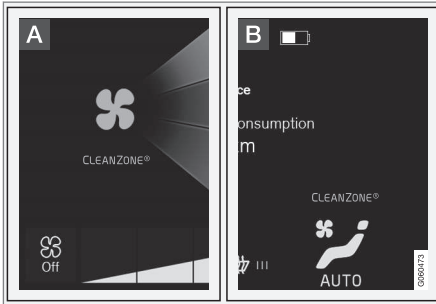 A
CLEANZONE®
Off
B
ce
onsumption
m
CLEANZONE®
AUTO
G060473